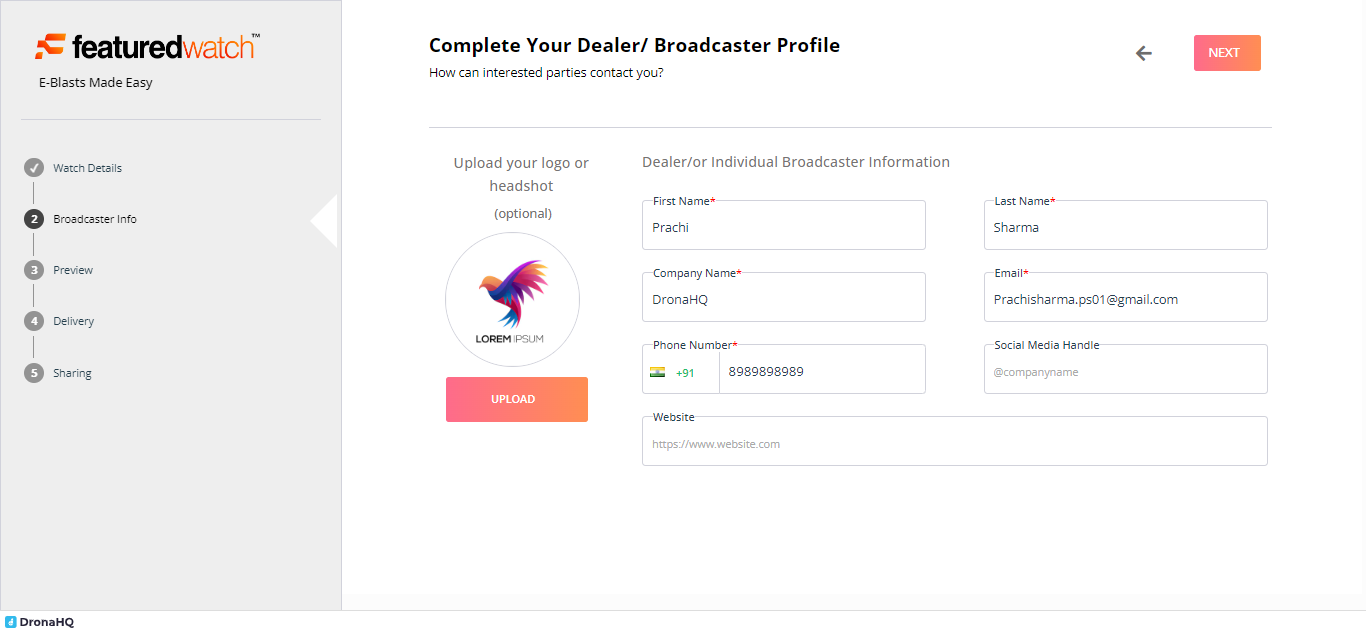 featuredwatch™
E-Blasts Made Easy
✓ Watch Details
2 Broadcaster Info
3 Preview
4 Delivery
5 Sharing
Complete Your Dealer/ Broadcaster Profile
How can interested parties contact you?
NEXT
Upload your logo or
headshot
(optional)
LOREM IPSUM
UPLOAD
Dealer/or Individual Broadcaster Information
First Name*
Prachi
Last Name*
Sharma
Company Name*
DronaHQ
Email*
Prachisharma.ps01@gmail.com
Phone Number*
+91 8989898989
Social Media Handle
@companyname
Website
https://www.website.com
d DronaHQ